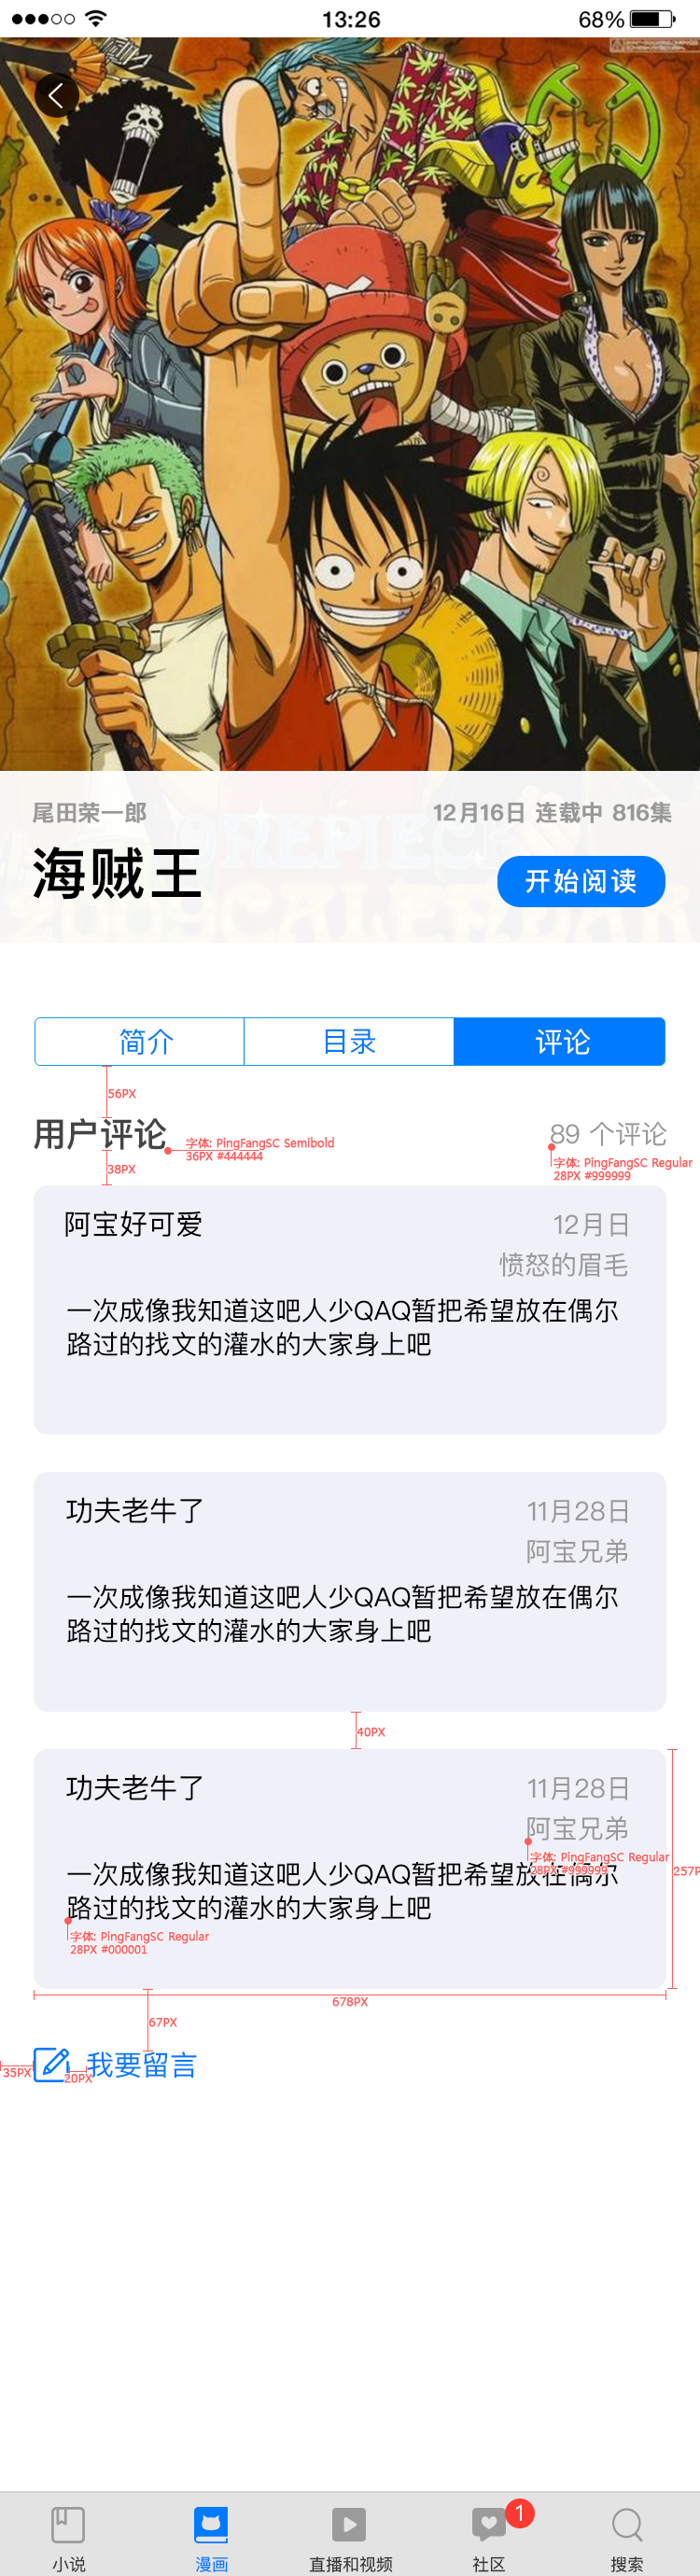 13:26
68%
尾田荣一郎
12月16日 连载中 816集
海贼王
开始阅读
简介
目录
评论
56PX
用户评论
字体: PingFangSC Semibold
36PX #444444
89 个评论
字体: PingFangSC Regular
28PX #999999
38PX
阿宝好可爱
12月日
愤怒的眉毛
一次成像我知道这吧人少QAQ暂把希望放在偶尔
路过的找文的灌水的大家身上吧
功夫老牛了
11月28日
阿宝兄弟
一次成像我知道这吧人少QAQ暂把希望放在偶尔
路过的找文的灌水的大家身上吧
40PX
功夫老牛了
11月28日
阿宝兄弟
字体: PingFangSC Regular
28PX #999999
257P
一次成像我知道这吧人少QAQ暂把希望放在偶尔
路过的找文的灌水的大家身上吧
字体: PingFangSC Regular
28PX #000001
678PX
67PX
35PX
20PX
我要留言
1
小说
漫画
直播和视频
社区
搜索